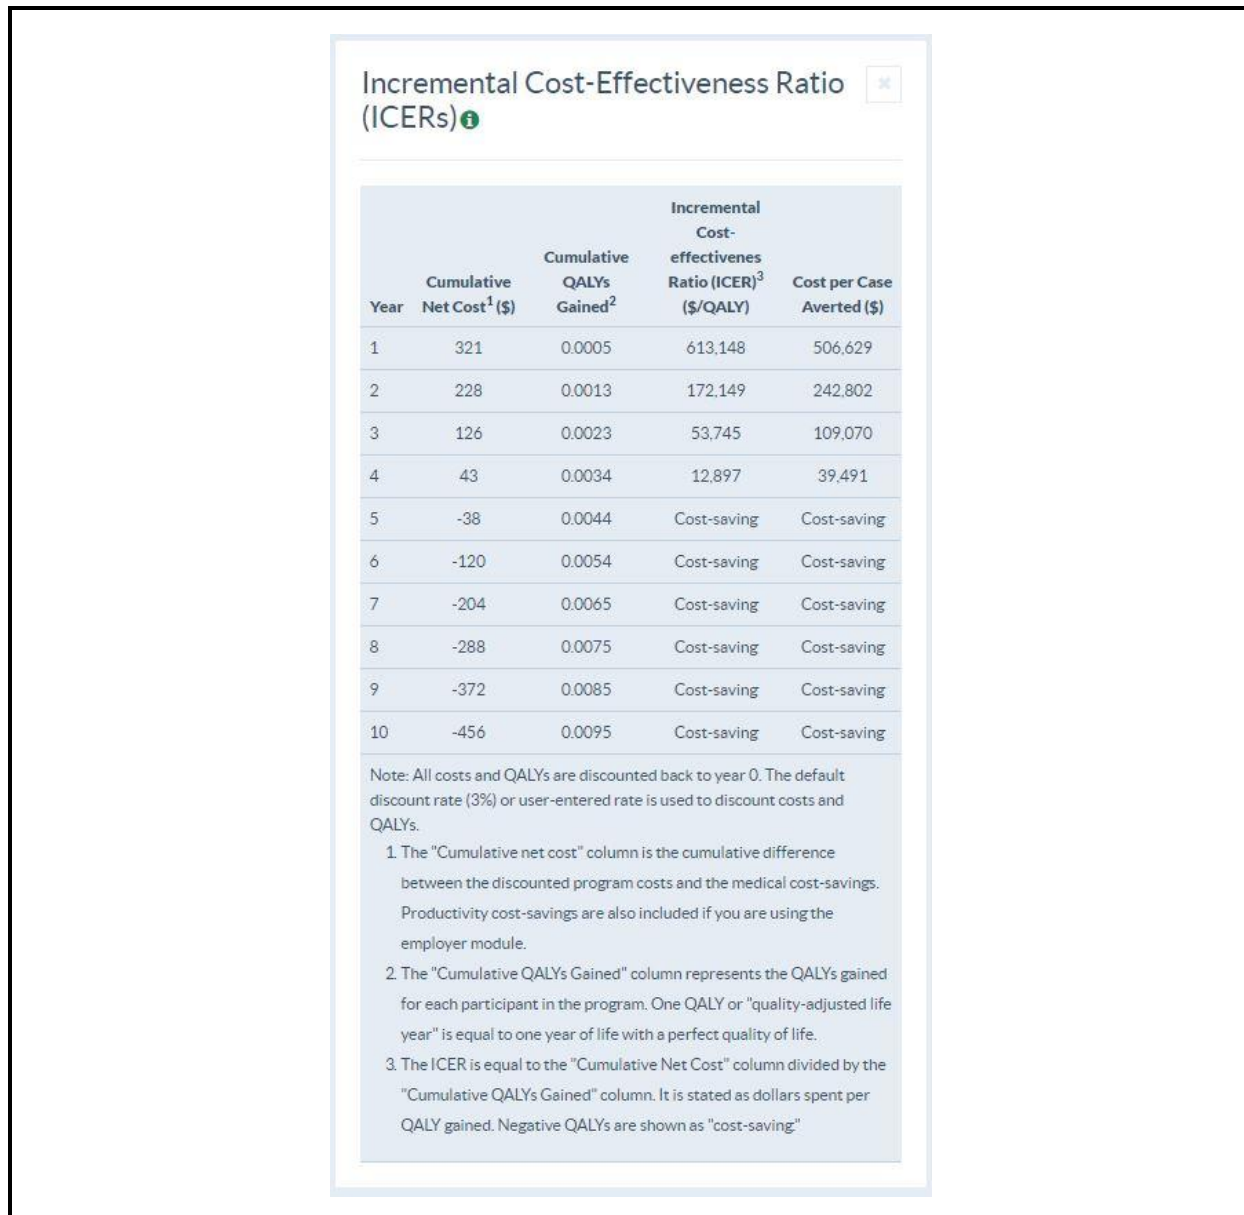 Incremental Cost-Effectiveness Ratio
(ICERs)
Incremental
Cost-
Cumulative effectivenes
Cumulative QALYs Ratio (ICER)3 Cost per Case
Year Net Cost1 ($) Gained2 ($/QALY) Averted ($)
1 321 0.0005 613,148 506,629
2 228 0.0013 172,149 242,802
3 126 0.0023 53,745 109,070
4 43 0.0034 12,897 39,491
5 -38 0.0044 Cost-saving Cost-saving
6 -120 0.0054 Cost-saving Cost-saving
7 -204 0.0065 Cost-saving Cost-saving
8 -288 0.0075 Cost-saving Cost-saving
9 -372 0.0085 Cost-saving Cost-saving
10 -456 0.0095 Cost-saving Cost-saving
Note: All costs and QALYs are discounted back to year 0. The default
discount rate (3%) or user-entered rate is used to discount costs and
QALYs.
1. The "Cumulative net cost" column is the cumulative difference
between the discounted program costs and the medical cost-savings.
Productivity cost-savings are also included if you are using the
employer module.
2. The "Cumulative QALYs Gained" column represents the QALYs gained
for each participant in the program. One QALY or "quality-adjusted life
year" is equal to one year of life with a perfect quality of life.
3. The ICER is equal to the "Cumulative Net Cost" column divided by the
"Cumulative QALYs Gained" column. It is stated as dollars spent per
QALY gained. Negative QALYs are shown as "cost-saving."